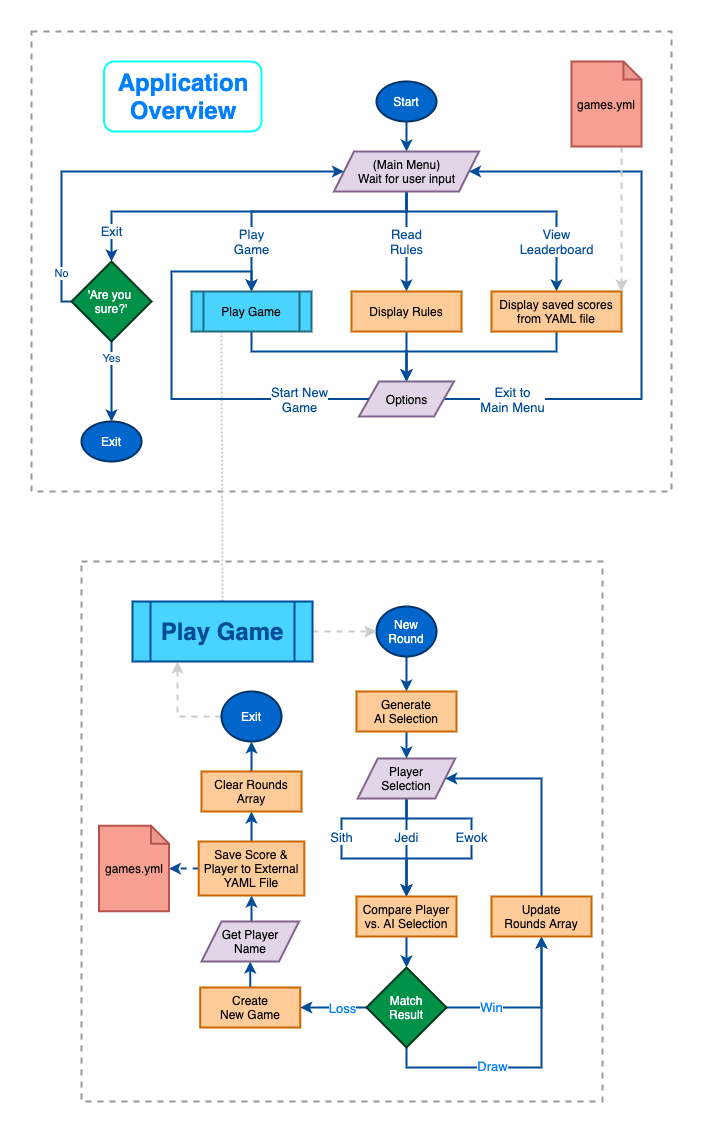 Application
Overview
Start
games.yml
(Main Menu)
Wait for user input
Exit
Play
Game
Read
Rules
View
Leaderboard
No
'Are you
sure?'
Play Game
Display Rules
Display saved scores
from YAML file
Yes
Start New
Game
Options
Exit to
Main Menu
Exit
Play Game
New
Round
Generate
AI Selection
Exit
Player
Selection
Clear Rounds
Array
Sith
Jedi
Ewok
games.yml
Save Score &
Player to External
YAML File
Compare Player
vs. AI Selection
Update
Rounds Array
Get Player
Name
Create
New Game
Loss
Match
Result
Win
Draw